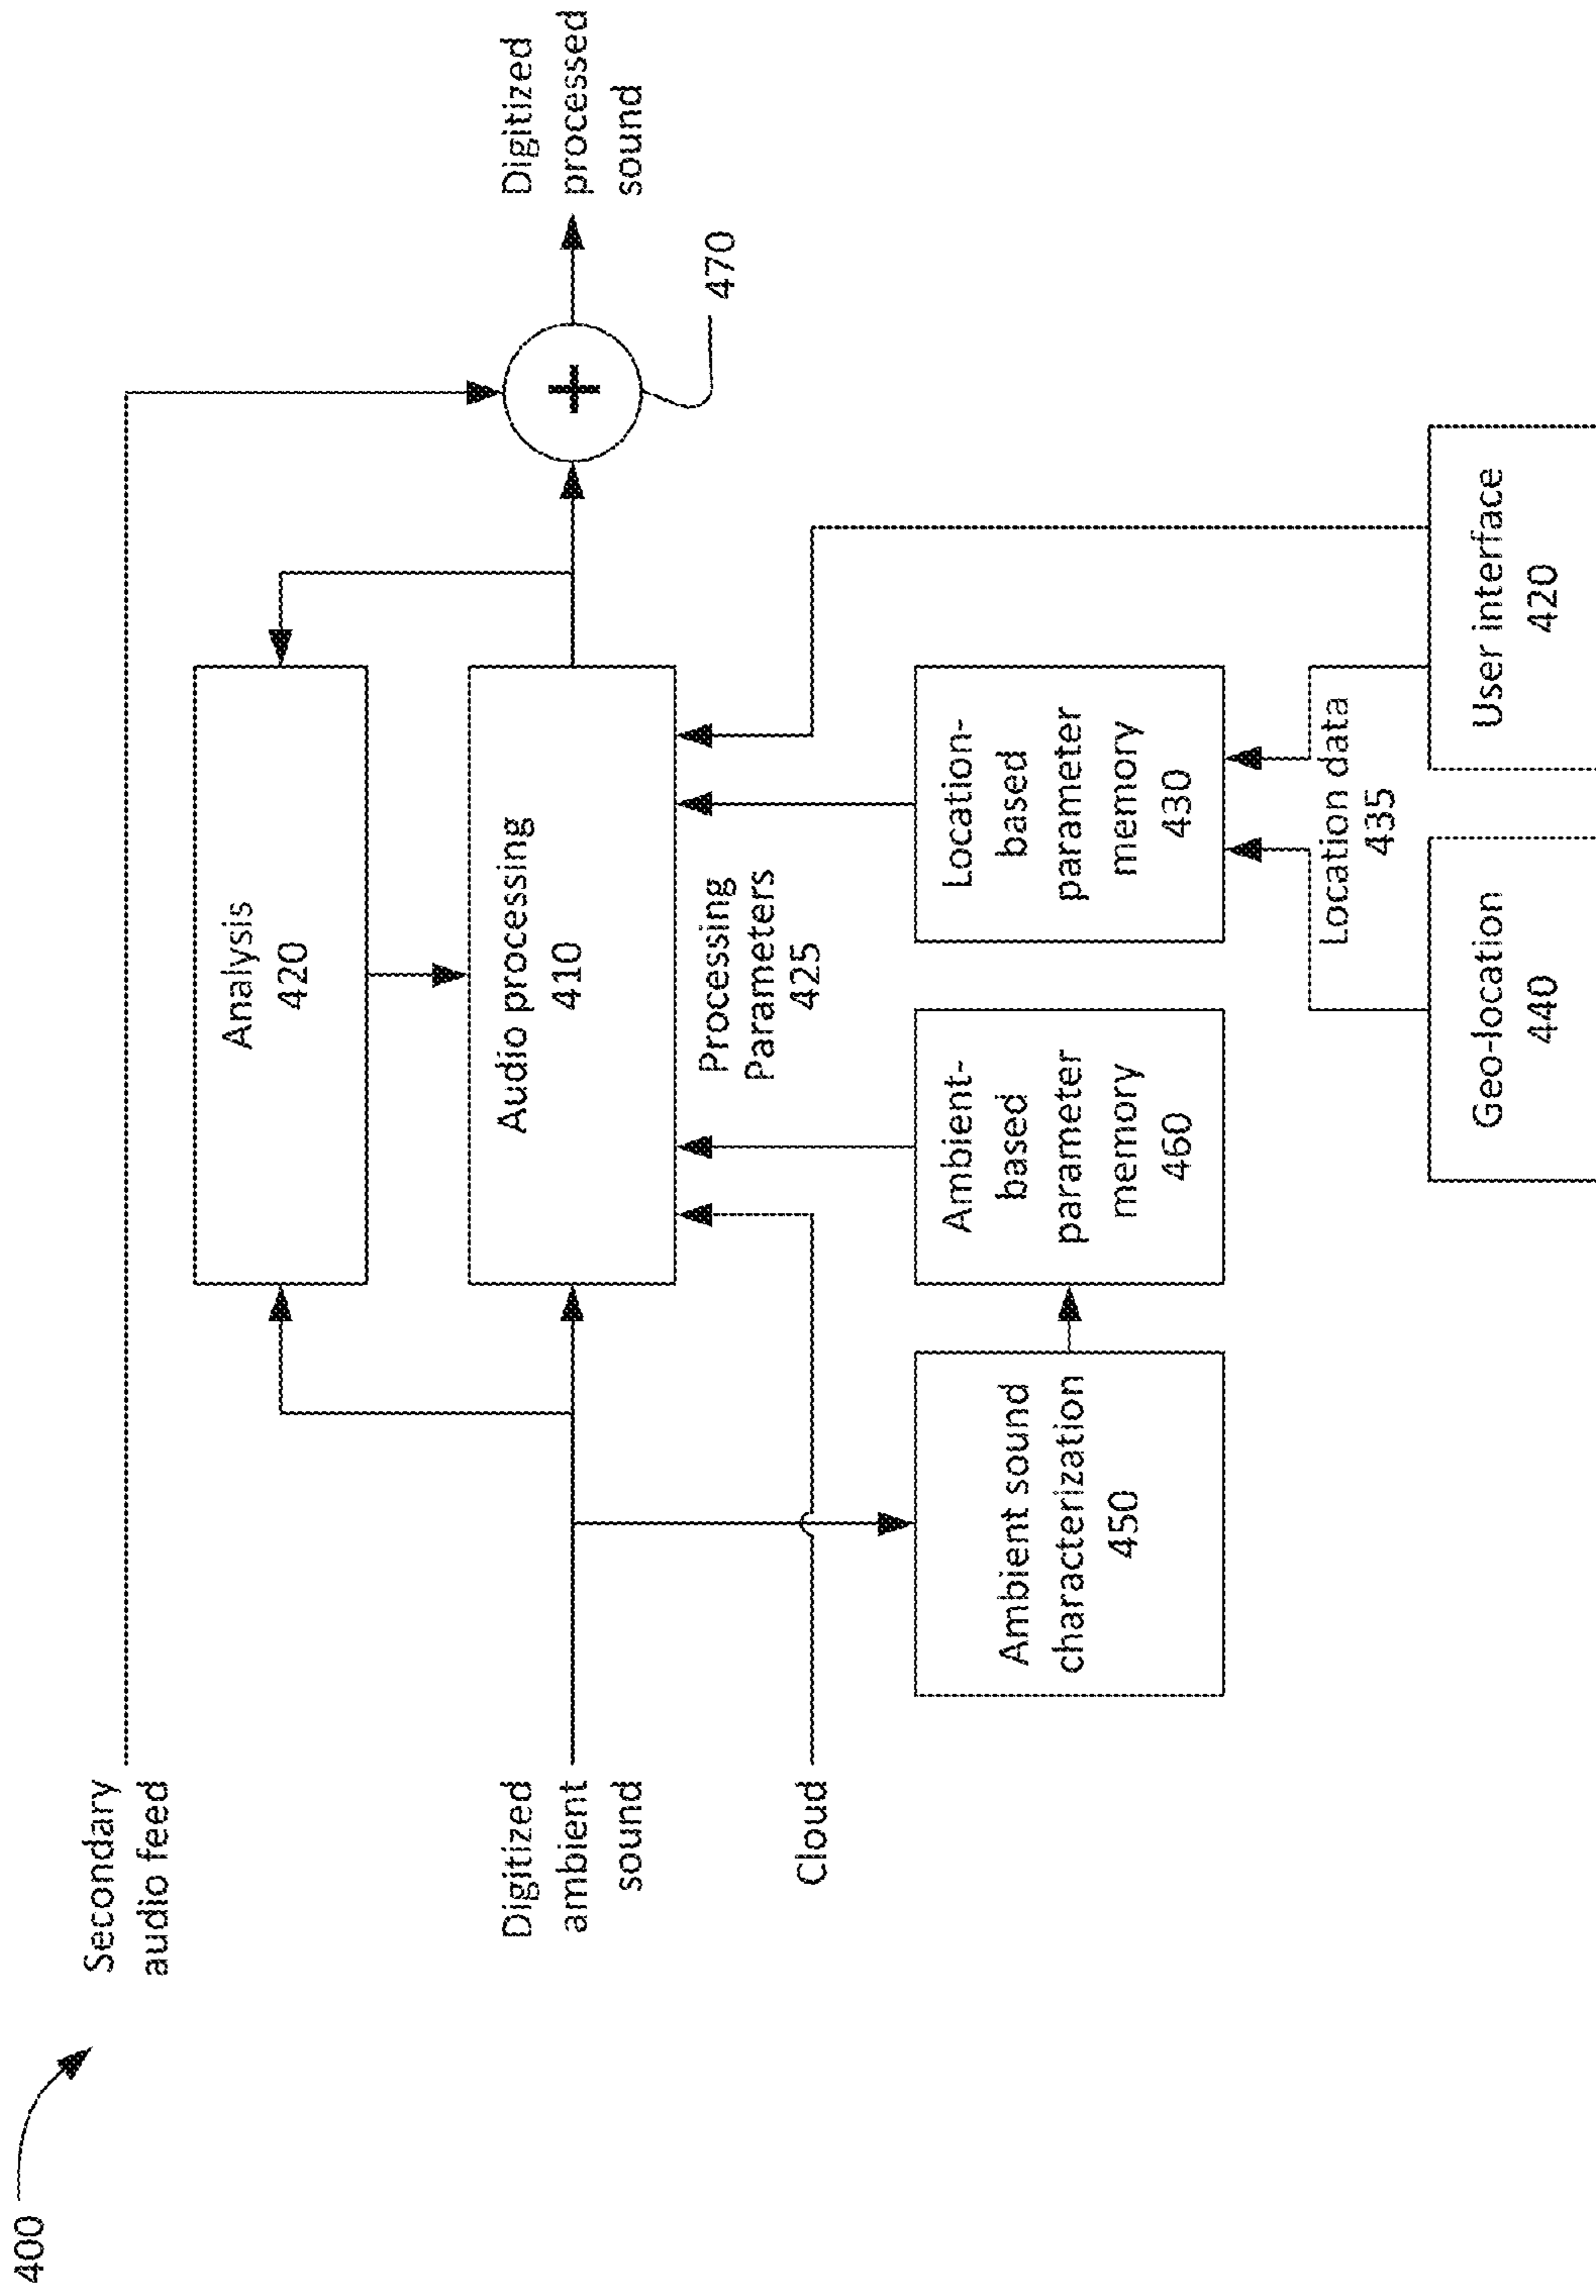 400
Secondary
audio feed
Analysis
420
Digitized
ambient
sound
Audio processing
410
Digitized
processed
sound
470
Cloud
Processing
Parameters
425
Ambient sound
characterization
450
Ambient-
based
parameter
memory
460
Location-
based
parameter
memory
430
Location data
435
Geo-location
440
User interface
420